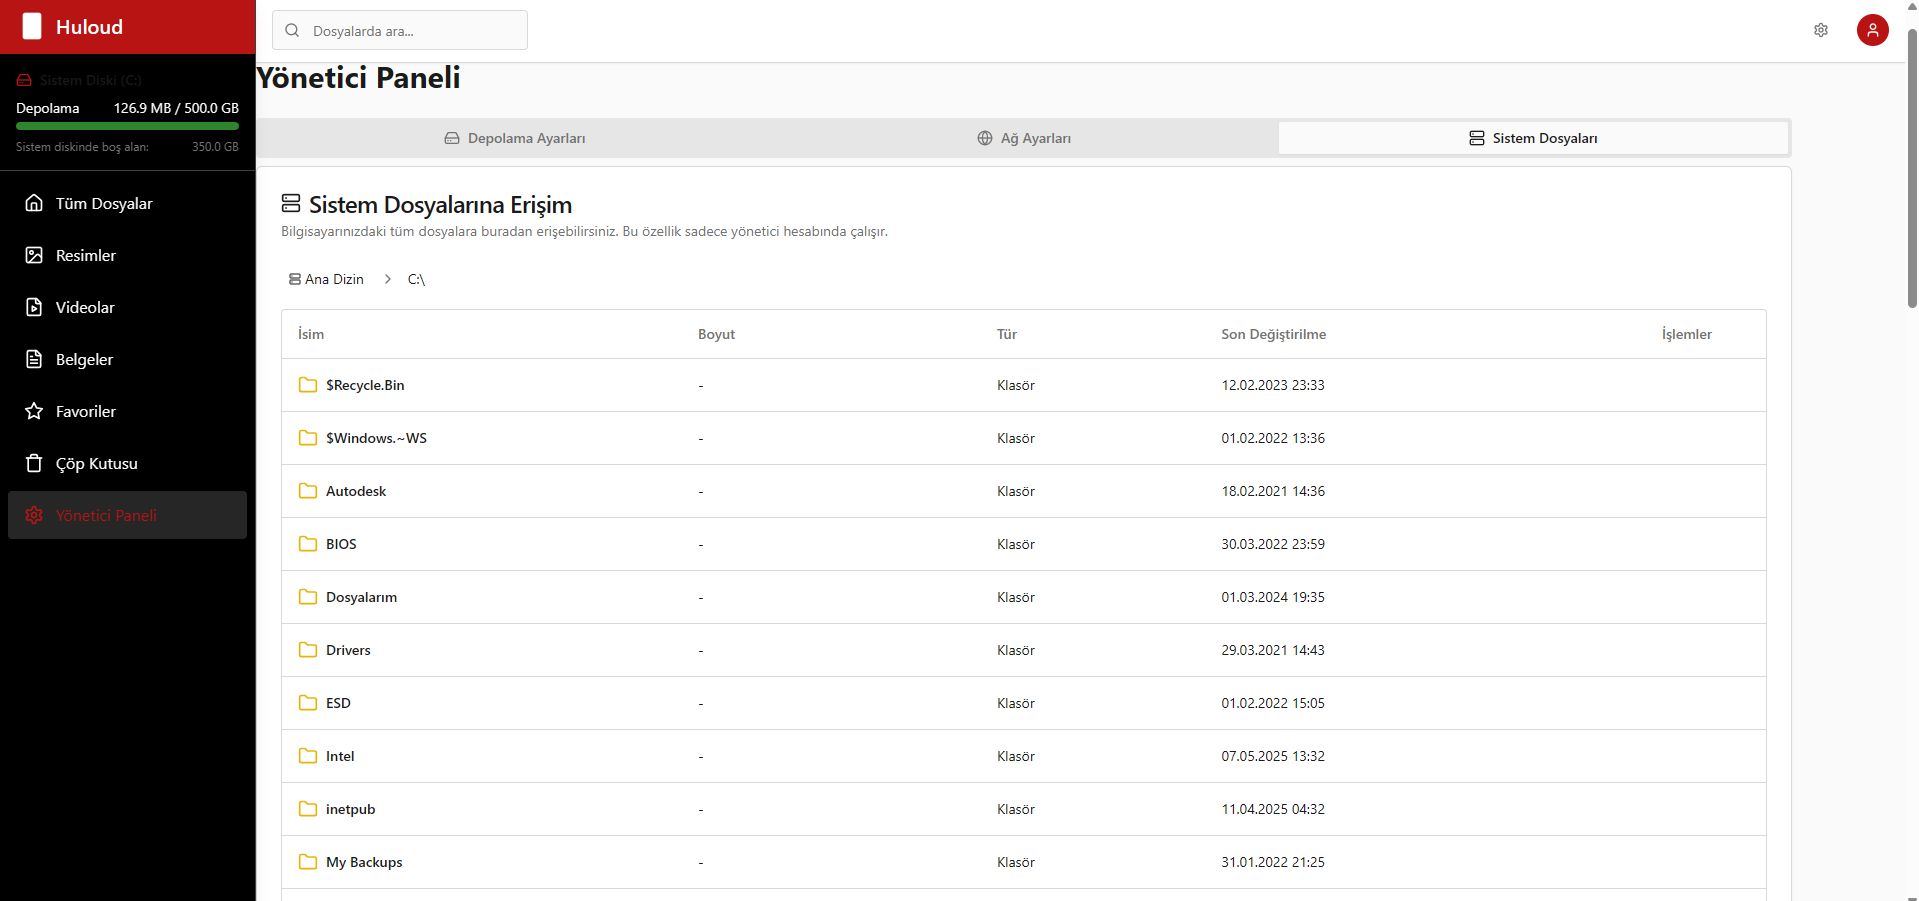 Huloud
Dosyalarda ara...
Sistem Diski (C:)
Depolama 126.9 MB / 500.0 GB
Sistem diskinde boş alan: 350.0 GB
Tüm Dosyalar
Resimler
Videolar
Belgeler
Favoriler
Çöp Kutusu
Yönetici Paneli
Yönetici Paneli
Depolama Ayarları Ağ Ayarları Sistem Dosyaları
Sistem Dosyalarına Erişim
Bilgisayarınızdaki tüm dosyalara buradan erişebilirsiniz. Bu özellik sadece yönetici hesabında çalışır.
Ana Dizin > C:\
İsim Boyut Tür Son Değiştirilme İşlemler
$Recycle.Bin - Klasör 12.02.2023 23:33
$Windows.~WS - Klasör 01.02.2022 13:36
Autodesk - Klasör 18.02.2021 14:36
BIOS - Klasör 30.03.2022 23:59
Dosyalarım - Klasör 01.03.2024 19:35
Drivers - Klasör 29.03.2021 14:43
ESD - Klasör 01.02.2022 15:05
Intel - Klasör 07.05.2025 13:32
inetpub - Klasör 11.04.2025 04:32
My Backups - Klasör 31.01.2022 21:25